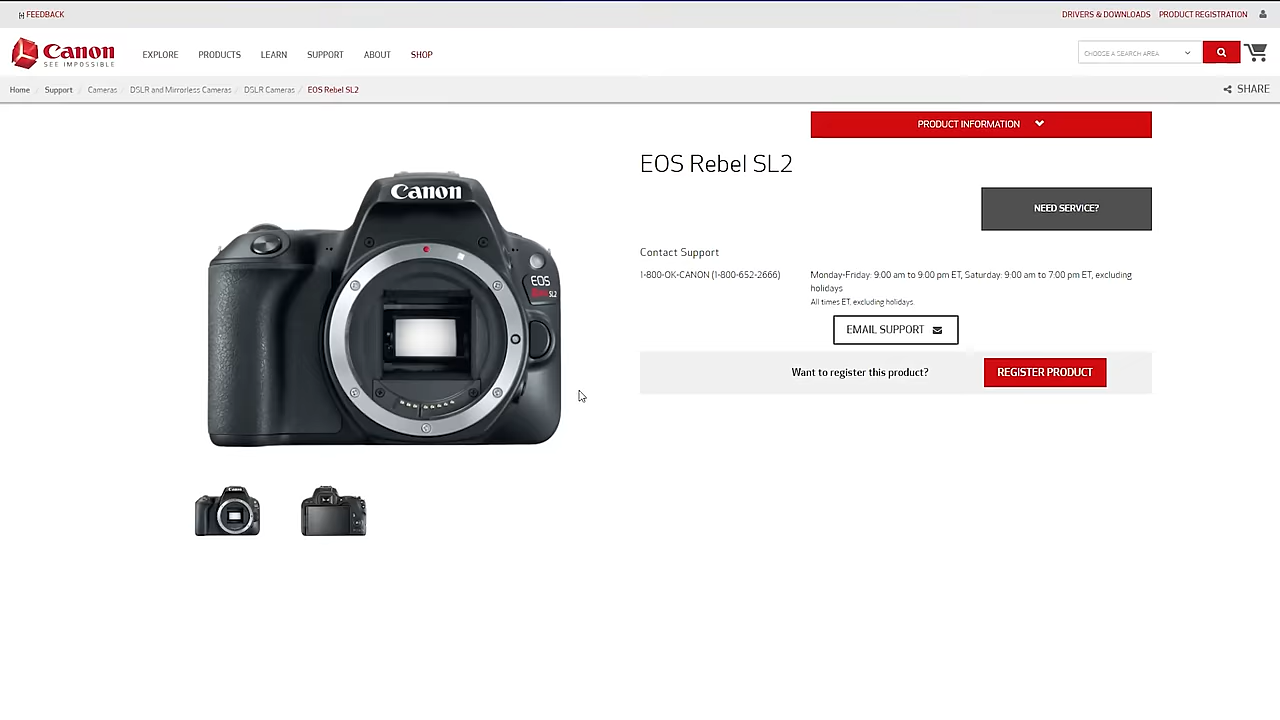 [+] FEEDBACK
DRIVERS & DOWNLOADS PRODUCT REGISTRATION
Canon
SEE IMPOSSIBLE
EXPLORE PRODUCTS LEARN SUPPORT ABOUT SHOP
CHOOSE A SEARCH AREA
Home / Support / Cameras / DSLR and Mirrorless Cameras / DSLR Cameras / EOS Rebel SL2
SHARE
PRODUCT INFORMATION
EOS Rebel SL2
NEED SERVICE?
Contact Support
1-800-OK-CANON (1-800-652-2666)
Monday-Friday: 9:00 am to 9:00 pm ET, Saturday: 9:00 am to 7:00 pm ET, excluding
holidays
All times ET, excluding holidays.
EMAIL SUPPORT
Want to register this product?
REGISTER PRODUCT
Canon
EOS
Rebel SL2
Canon